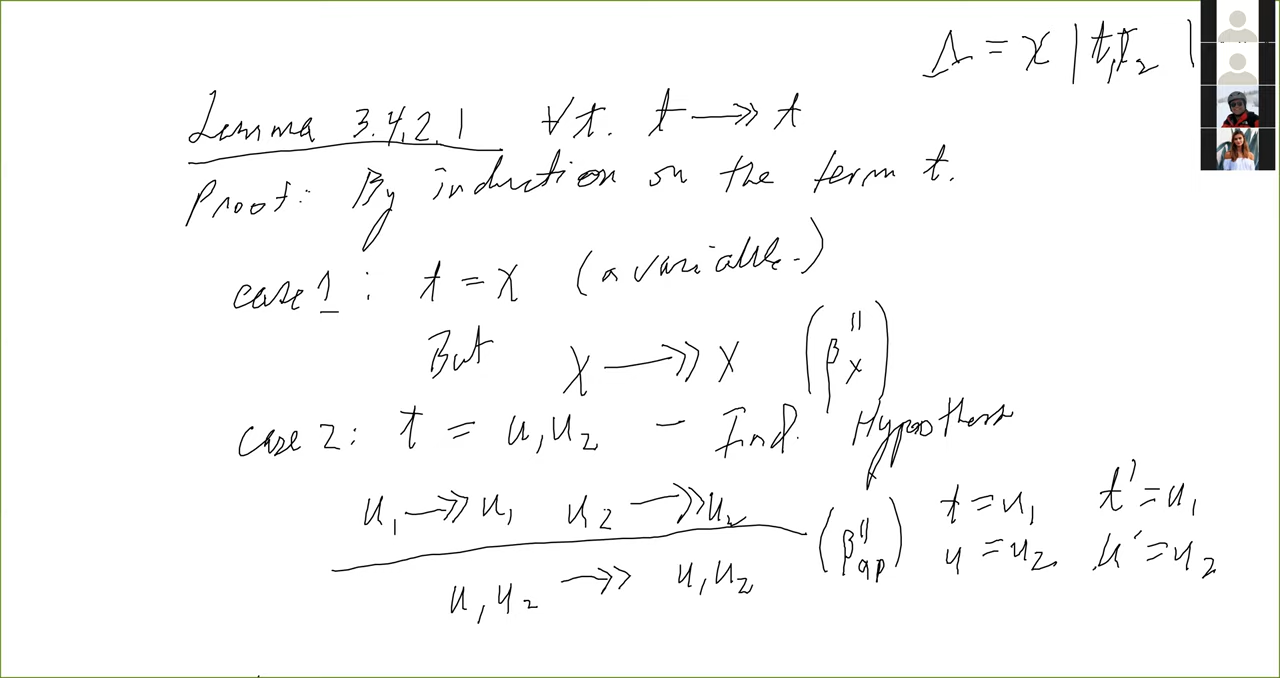 Λ = x | t₁t₂ |
Lemma 3.4.2.1 ∀t. t →≫ t
Proof: By induction on the term t.
case 1: t = x (a variable.)
But x →≫ x (β∥x)
case 2: t = u₁u₂ – Ind. Hypothesis
u₁ →≫ u₁ u₂ →≫ u₂ (β∥ap) t = u₁ t' = u₁
u₁u₂ →≫ u₁u₂ u = u₂ u' = u₂